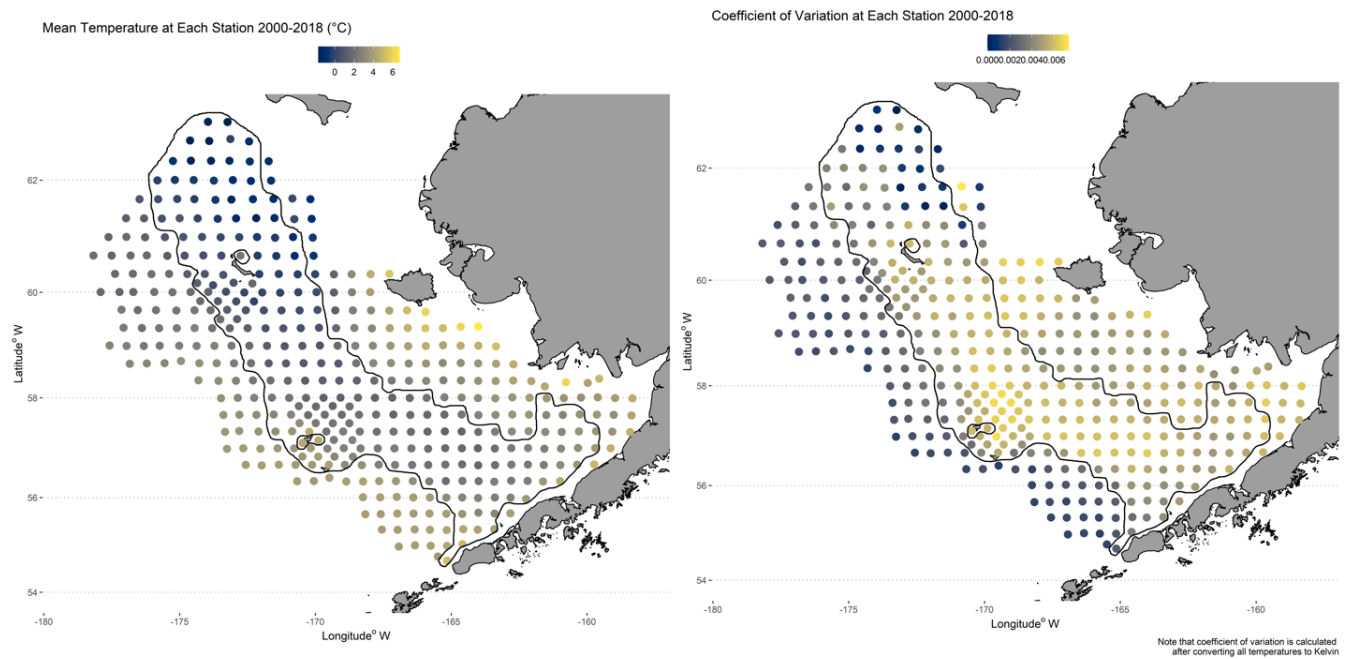 Mean Temperature at Each Station 2000-2018 (°C)
0 2 4 6
62
60
58
56
54
Latitude° W
-180 -175 -170 -165 -160
Longitude° W
Coefficient of Variation at Each Station 2000-2018
0.0000.0020.0040.006
62
60
58
56
54
Latitude° W
-180 -175 -170 -165 -160
Longitude° W
Note that coefficient of variation is calculated
after converting all temperatures to Kelvin